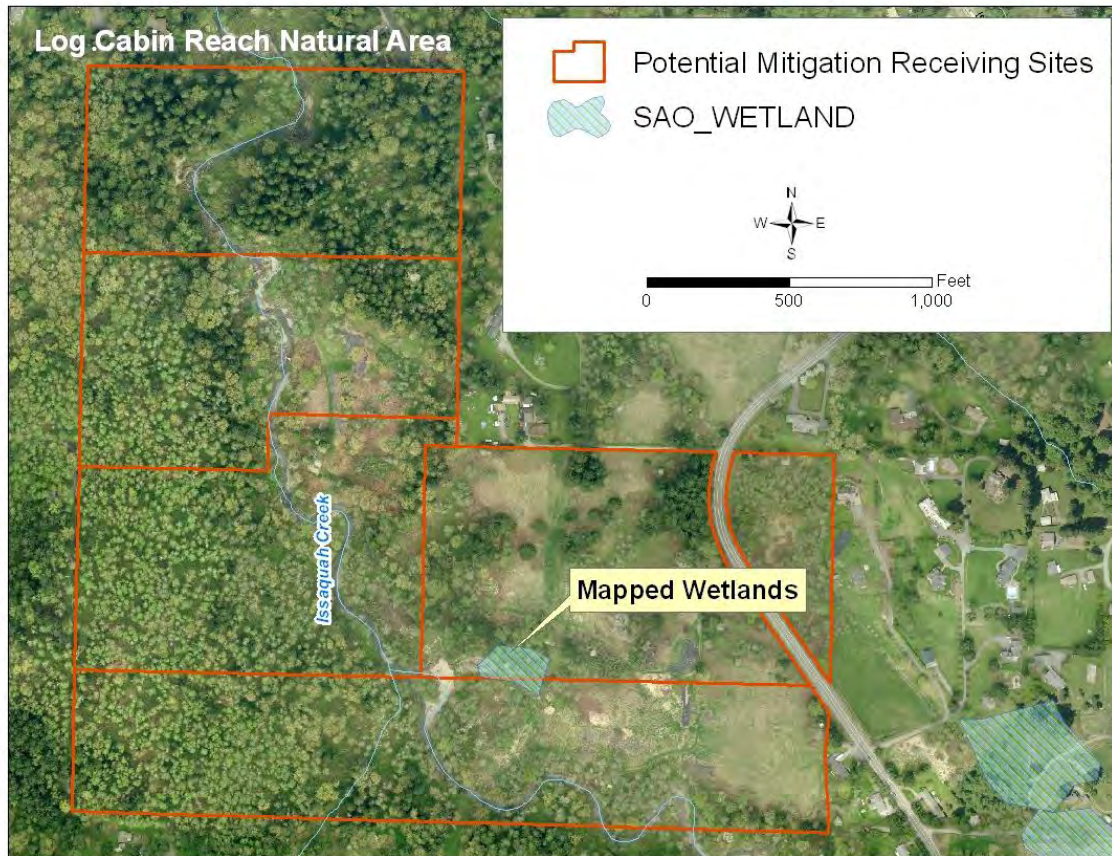 Log Cabin Reach Natural Area
Potential Mitigation Receiving Sites
SAO_WETLAND
N
W E
S
Feet
0 500 1,000
Issaquah Creek
Mapped Wetlands